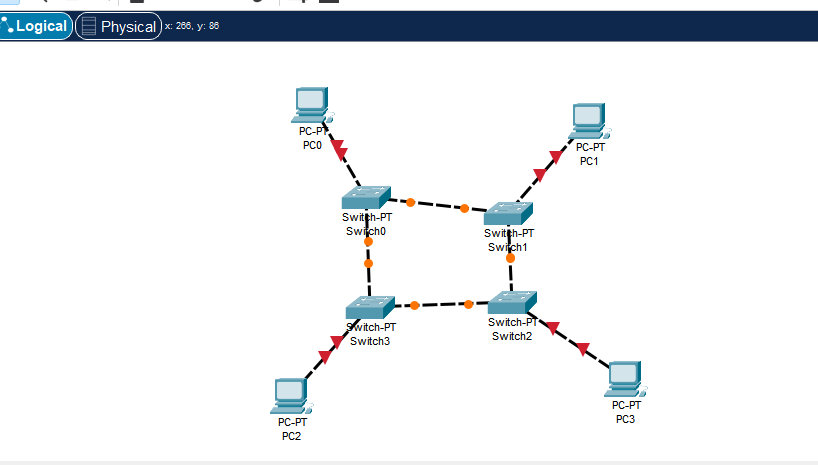 Logical
Physical
x: 266, y: 86
PC-PT
PC0
PC-PT
PC1
Switch-PT
Switch0
Switch-PT
Switch1
Switch-PT
Switch3
Switch-PT
Switch2
PC-PT
PC2
PC-PT
PC3